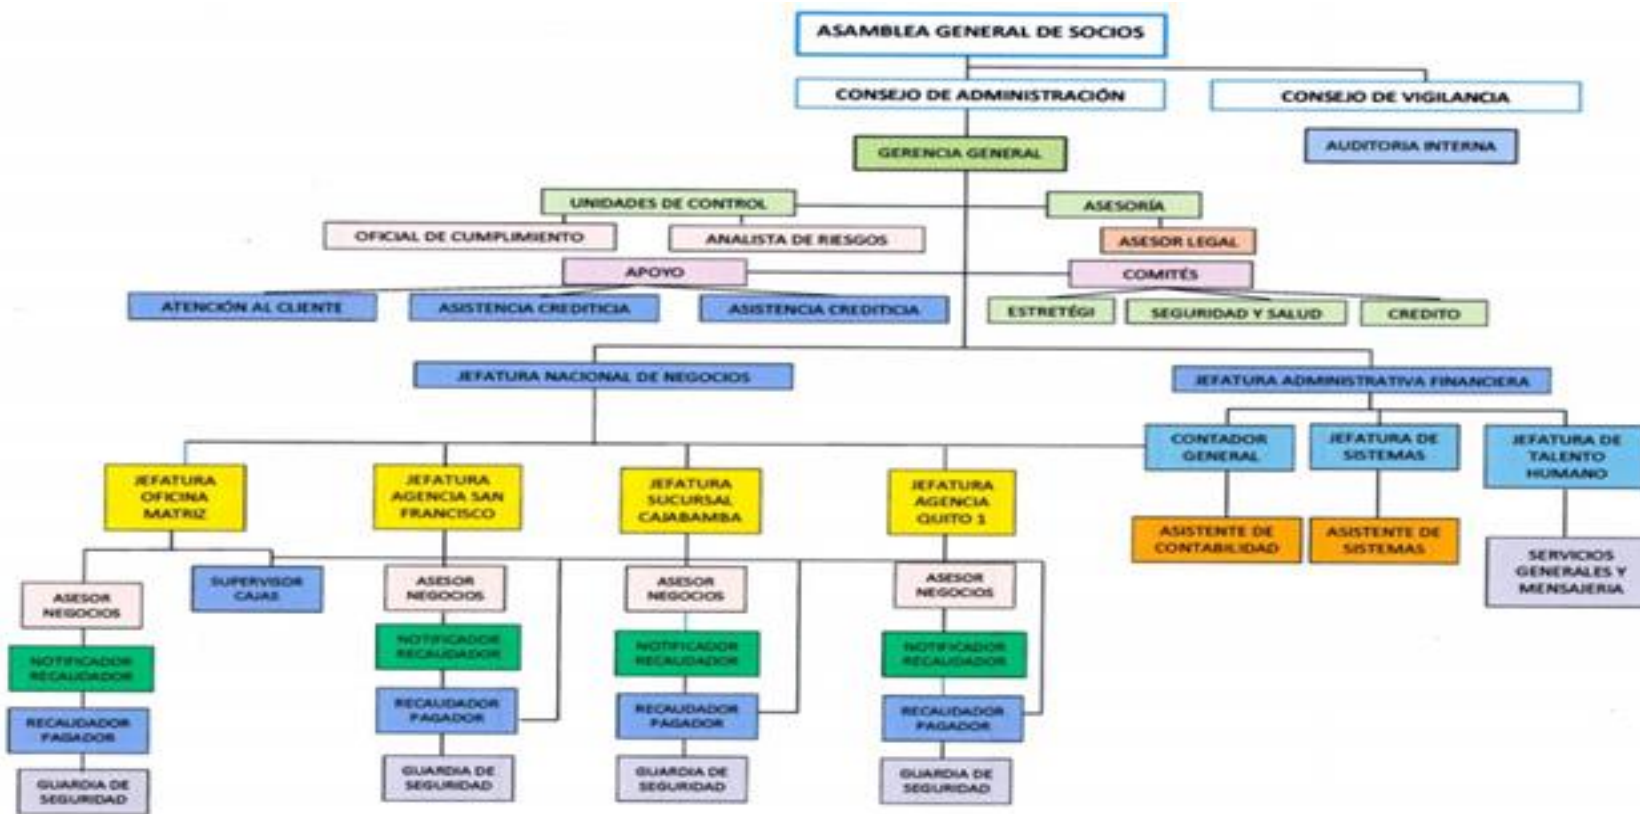 ASAMBLEA GENERAL DE SOCIOS
CONSEJO DE ADMINISTRACIÓN
CONSEJO DE VIGILANCIA
GERENCIA GENERAL
AUDITORIA INTERNA
UNIDADES DE CONTROL
ASESORÍA
OFICIAL DE CUMPLIMIENTO
ANALISTA DE RIESGOS
ASESOR LEGAL
APOYO
COMITÉS
ATENCIÓN AL CLIENTE
ASISTENCIA CREDITICIA
ASISTENCIA CREDITICIA
ESTRETÉGI
SEGURIDAD Y SALUD
CREDITO
JEFATURA NACIONAL DE NEGOCIOS
JEFATURA ADMINISTRATIVA FINANCIERA
JEFATURA
OFICINA
MATRIZ
JEFATURA
AGENCIA SAN
FRANCISCO
JEFATURA
SUCURSAL
CAJABAMBA
JEFATURA
AGENCIA
QUITO 1
CONTADOR
GENERAL
JEFATURA DE
SISTEMAS
JEFATURA DE
TALENTO
HUMANO
ASISTENTE DE
CONTABILIDAD
ASISTENTE DE
SISTEMAS
SERVICIOS
GENERALES Y
MENSAJERIA
ASESOR
NEGOCIOS
SUPERVISOR
CAJAS
ASESOR
NEGOCIOS
ASESOR
NEGOCIOS
ASESOR
NEGOCIOS
NOTIFICADOR
RECAUDADOR
NOTIFICADOR
RECAUDADOR
NOTIFICADOR
RECAUDADOR
NOTIFICADOR
RECAUDADOR
RECAUDADOR
PAGADOR
RECAUDADOR
PAGADOR
RECAUDADOR
PAGADOR
RECAUDADOR
PAGADOR
GUARDIA DE
SEGURIDAD
GUARDIA DE
SEGURIDAD
GUARDIA DE
SEGURIDAD
GUARDIA DE
SEGURIDAD